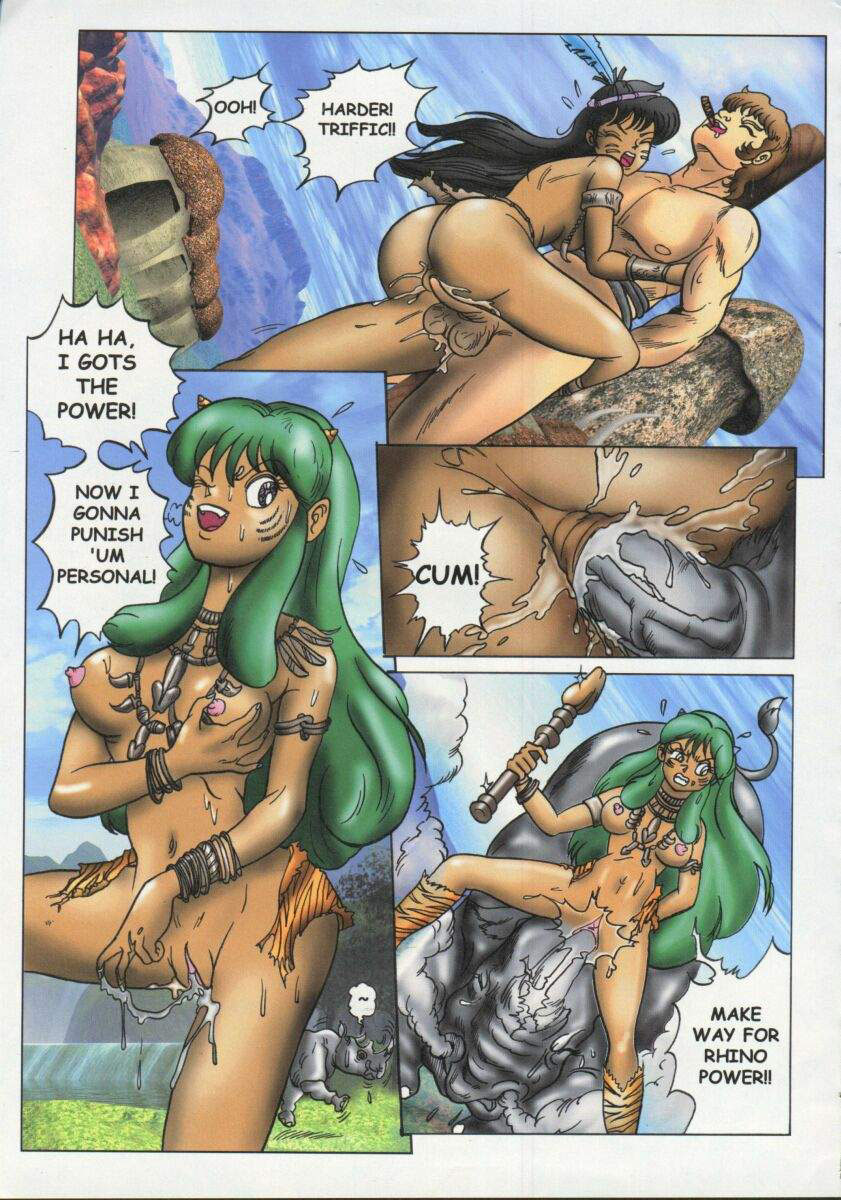 OOH!
HARDER!
TRIFFIC!!
HA HA,
I GOTS
THE
POWER!
NOW I
GONNA
PUNISH
'UM
PERSONAL!
CUM!
~
MAKE
WAY FOR
RHINO
POWER!!